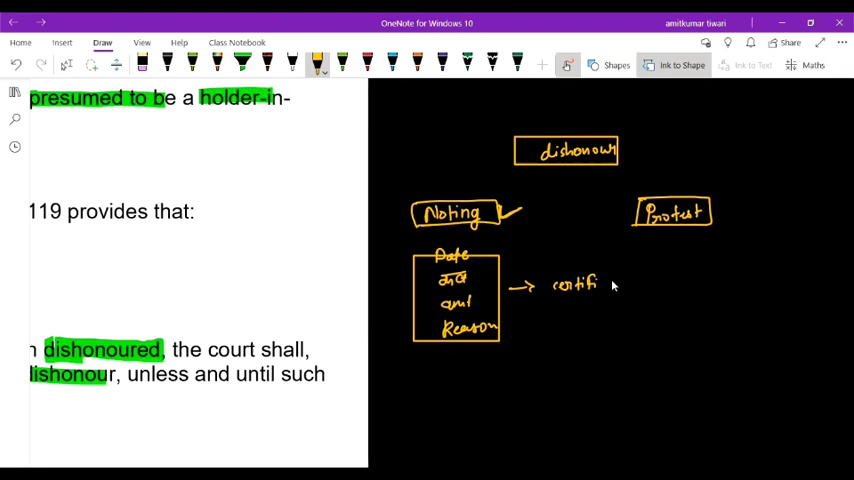 OneNote for Windows 10
amitkumar tiwari
Home Insert Draw View Help Class Notebook
Share
Shapes Ink to Shape Ink to Text Maths
presumed to be a holder-in-
119 provides that:
n dishonoured, the court shall,
dishonour, unless and until such
dishonour
Noting
Protest
Date
amt
Reason
certifi